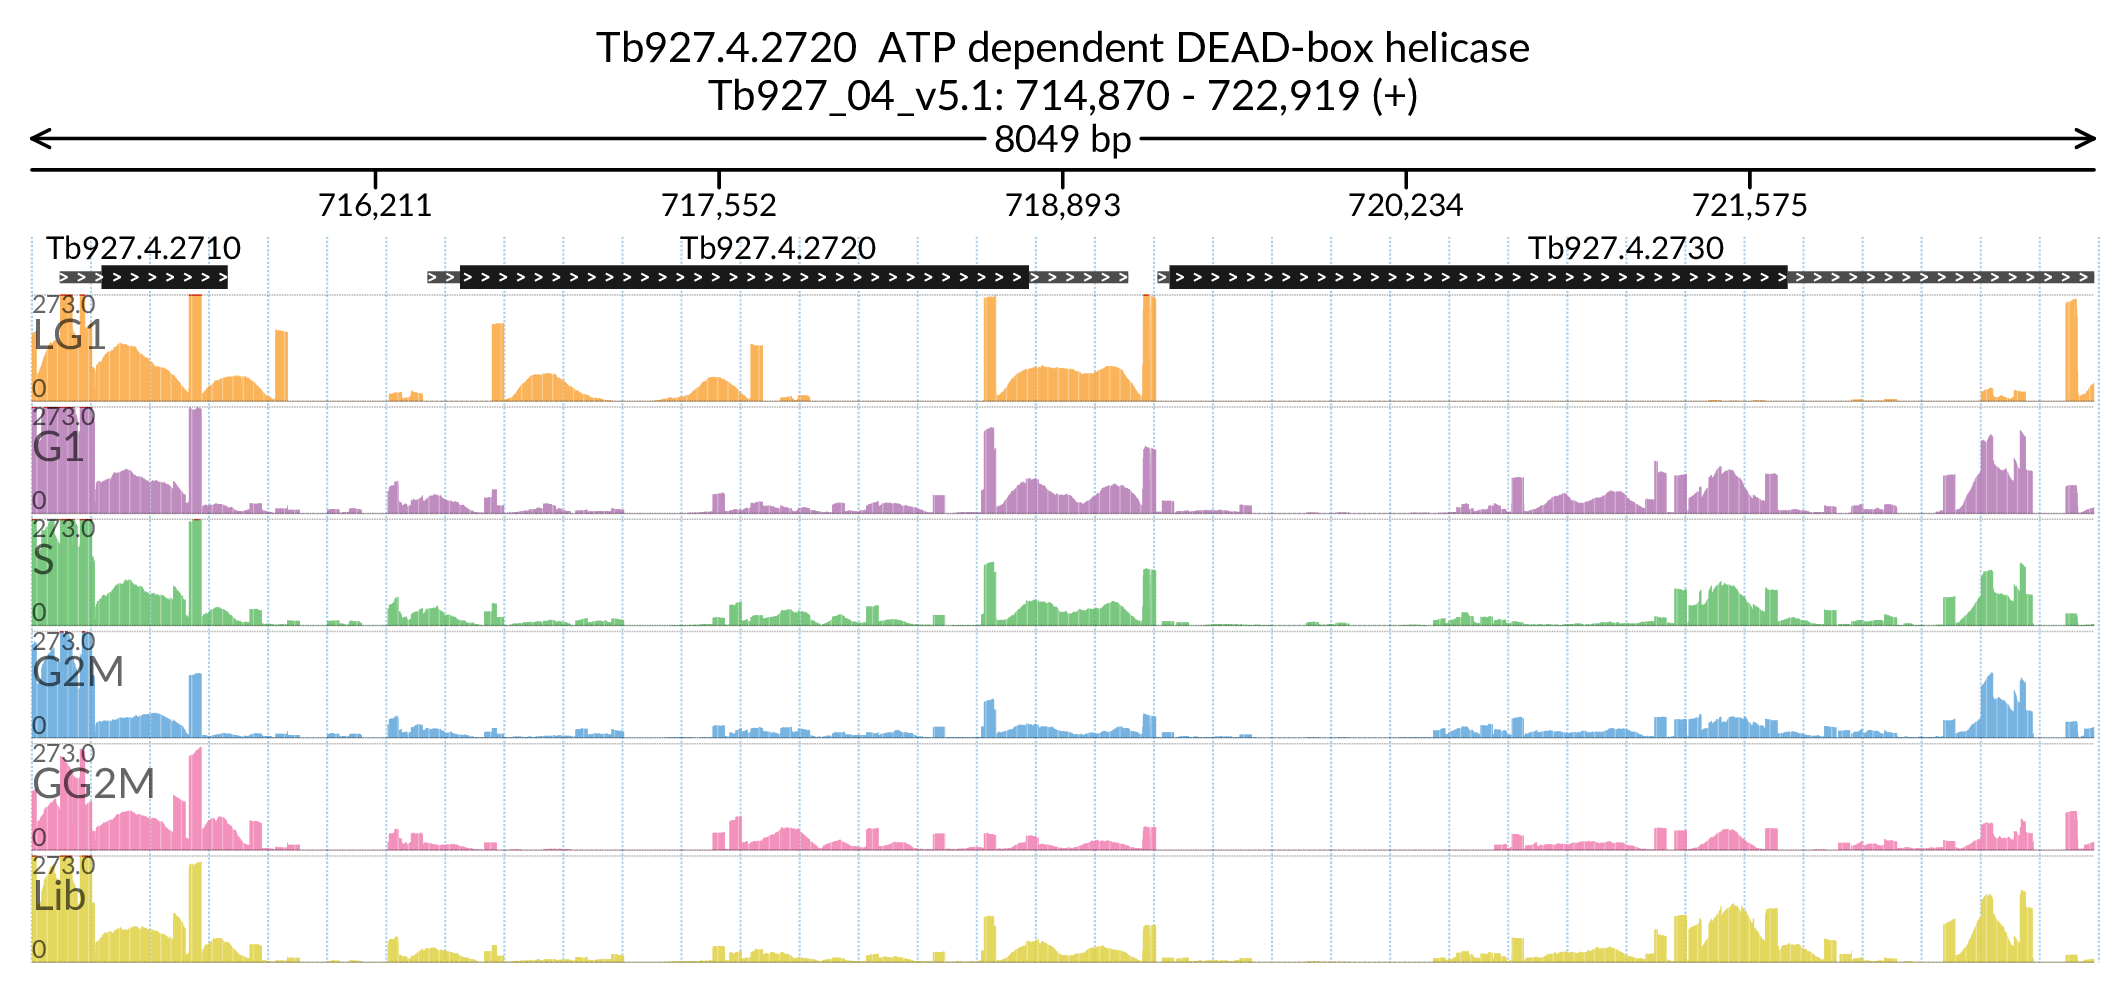 Tb927.4.2720  ATP dependent DEAD-box helicase
Tb927_04_v5.1: 714,870 - 722,919 (+)
8049 bp
716,211 717,552 718,893 720,234 721,575
Tb927.4.2710 Tb927.4.2720 Tb927.4.2730
273.0
LG1
0
273.0
G1
0
273.0
S
0
273.0
G2M
0
273.0
GG2M
0
273.0
Lib
0